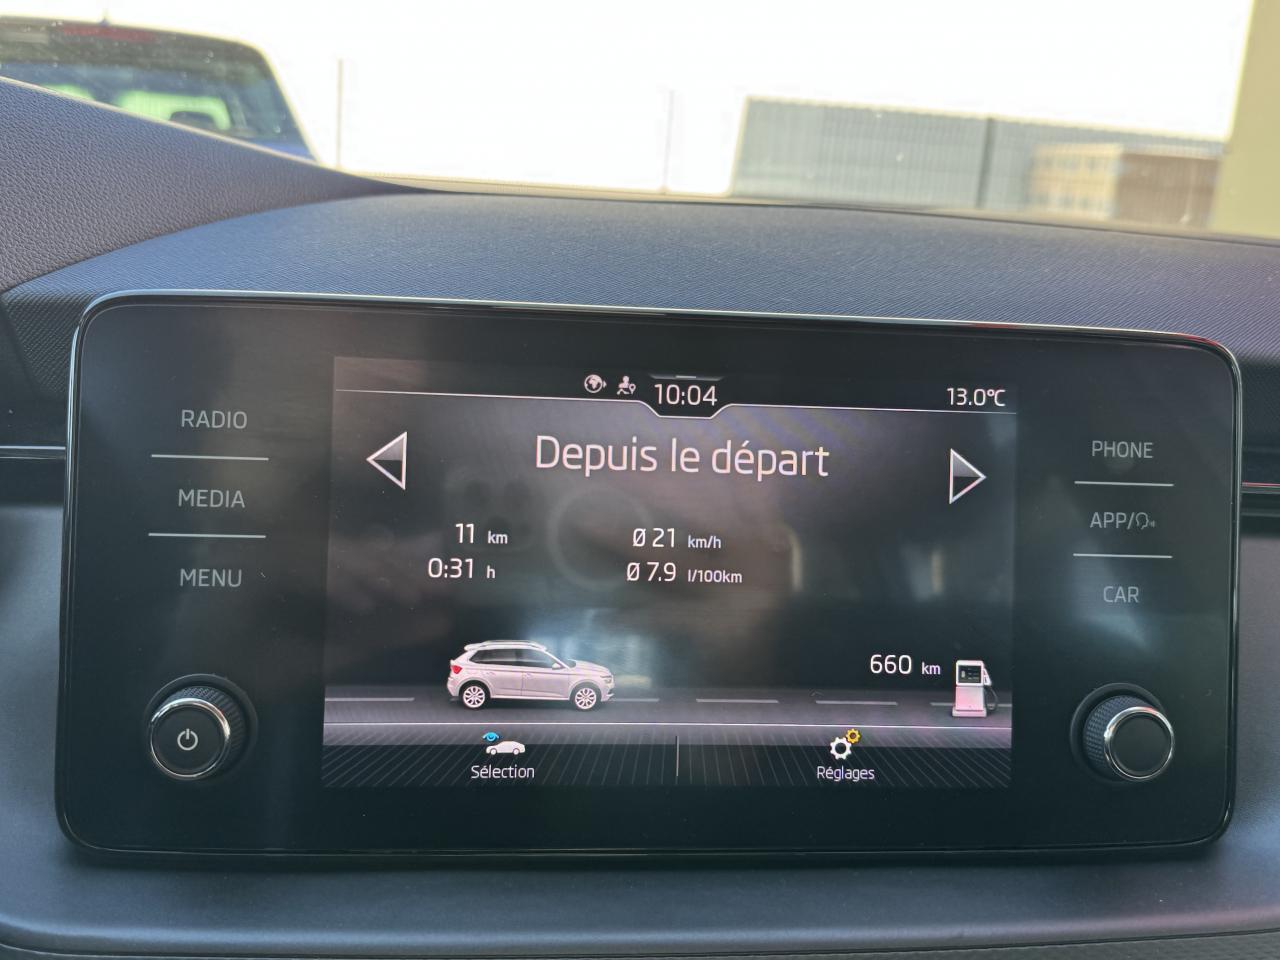 10:04
13.0°C
RADIO
MEDIA
MENU
Depuis le départ
11 km
Ø 21 km/h
0:31 h
Ø 7.9 l/100km
660 km
Sélection
Réglages
PHONE
APP/
CAR